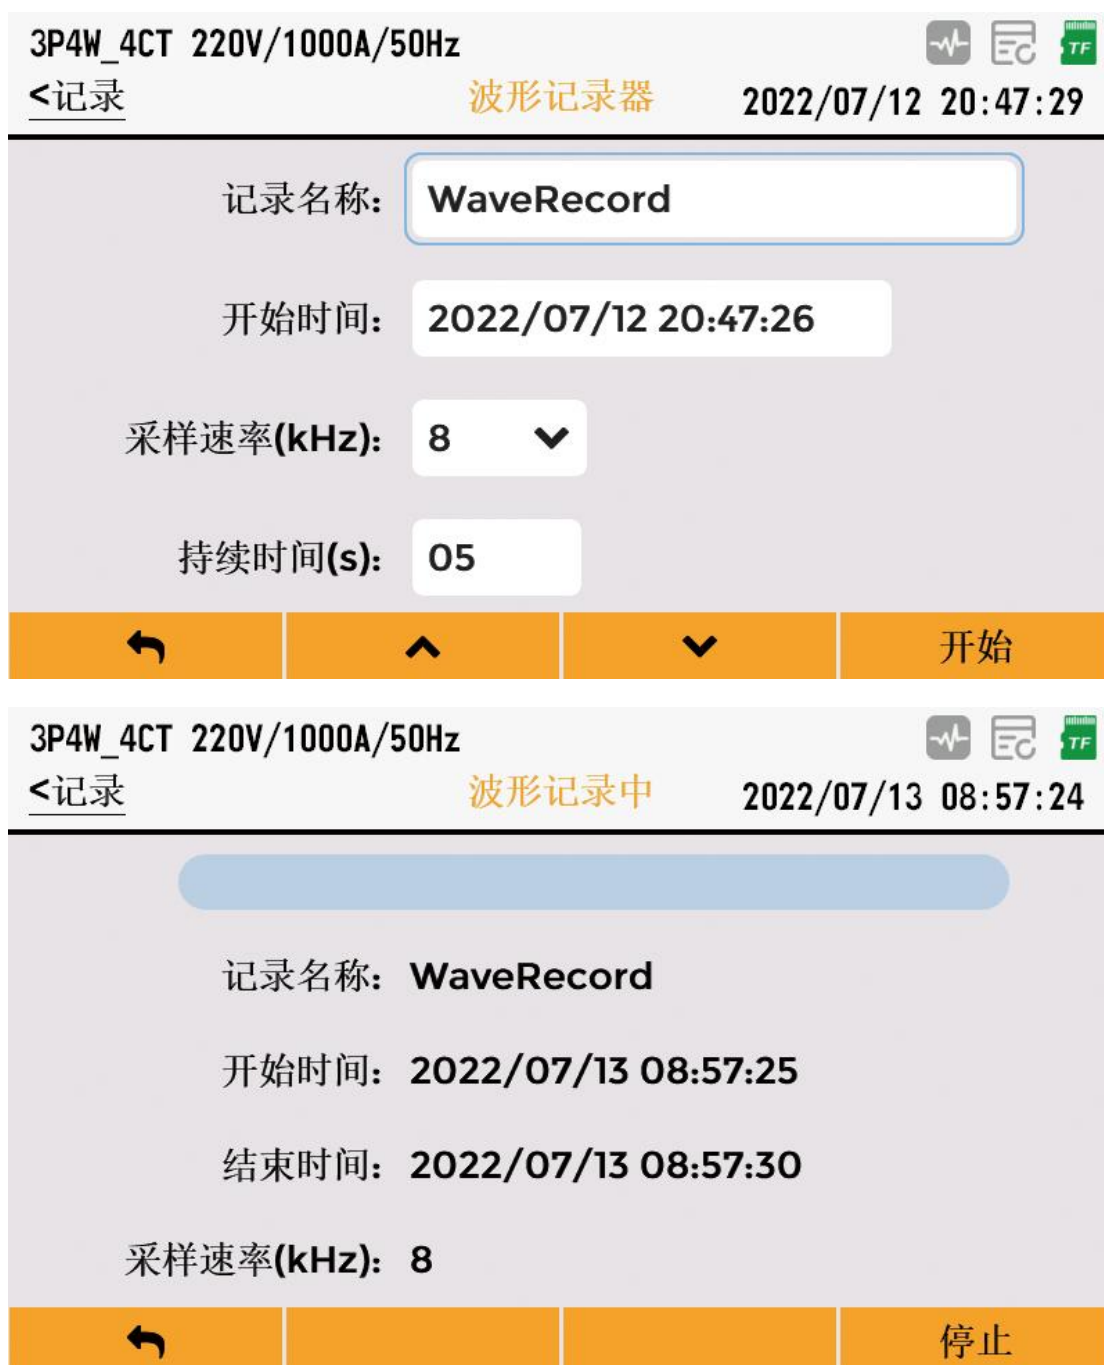 3P4W_4CT 220V/1000A/50Hz
TF
<记录 波形记录器 2022/07/12 20:47:29
记录名称: WaveRecord
开始时间: 2022/07/12 20:47:26
采样速率(kHz): 8
持续时间(s): 05
开始
3P4W_4CT 220V/1000A/50Hz
TF
<记录 波形记录中 2022/07/13 08:57:24
记录名称: WaveRecord
开始时间: 2022/07/13 08:57:25
结束时间: 2022/07/13 08:57:30
采样速率(kHz): 8
停止